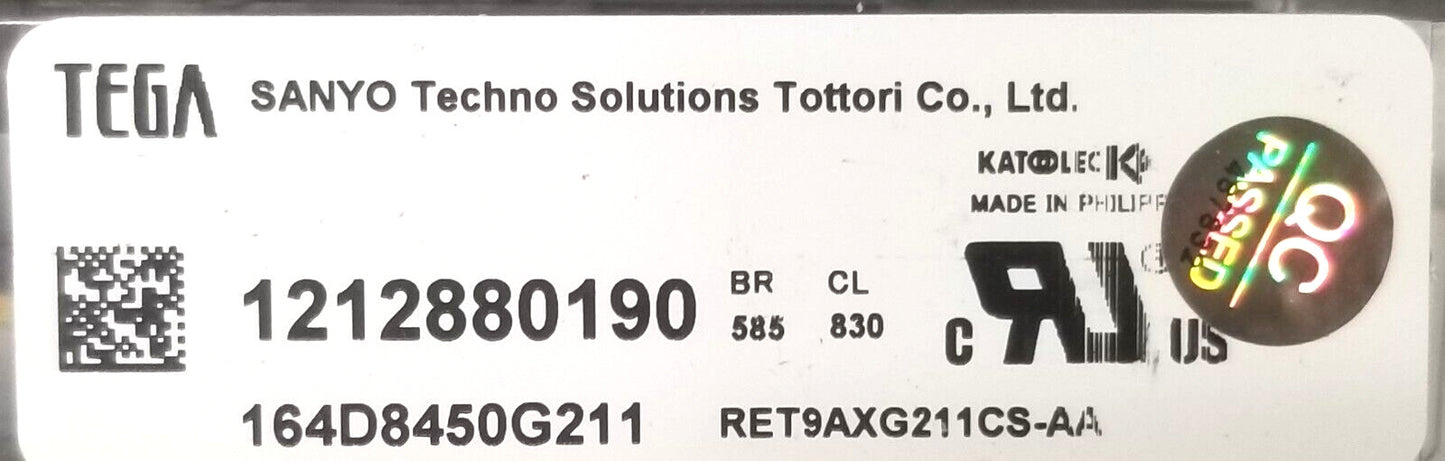 TEGA SANYO Techno Solutions Tottori Co., Ltd.
KATOLEC
MADE IN
QC
PASSED
1212880190
BR CL
585 830
C US
164D8450G211 RET9AXG211CS-AA